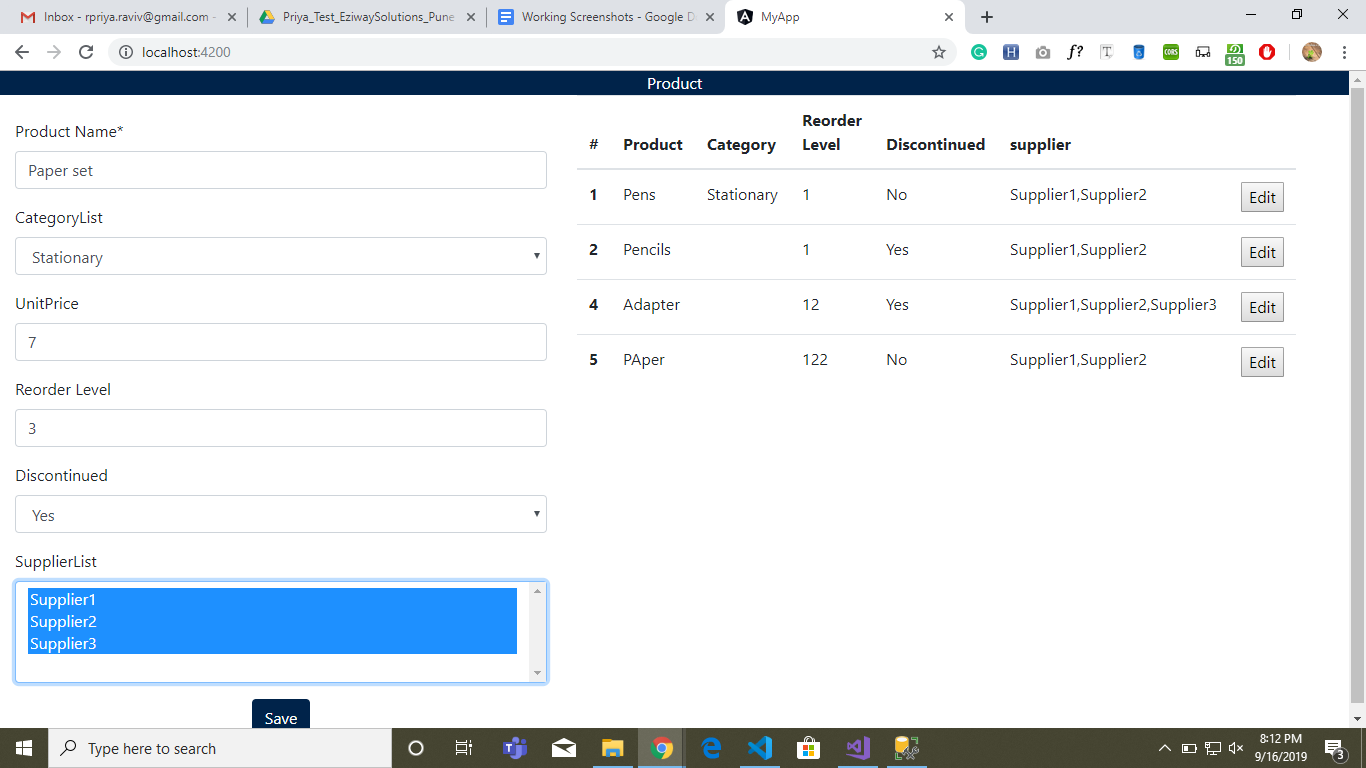 Inbox - rpriya.raviv@gmail.com -
Priya_Test_EziwaySolutions_Pune
Working Screenshots - Google D
MyApp
localhost:4200
H
f?
T
CORS
150
Product
Product Name*
Paper set
CategoryList
Stationary
UnitPrice
7
Reorder Level
3
Discontinued
Yes
SupplierList
Supplier1
Supplier2
Supplier3
Save
# Product Category Reorder Level Discontinued supplier
1 Pens Stationary 1 No Supplier1,Supplier2 Edit
2 Pencils 1 Yes Supplier1,Supplier2 Edit
4 Adapter 12 Yes Supplier1,Supplier2,Supplier3 Edit
5 PAper 122 No Supplier1,Supplier2 Edit
Type here to search
8:12 PM
9/16/2019
3